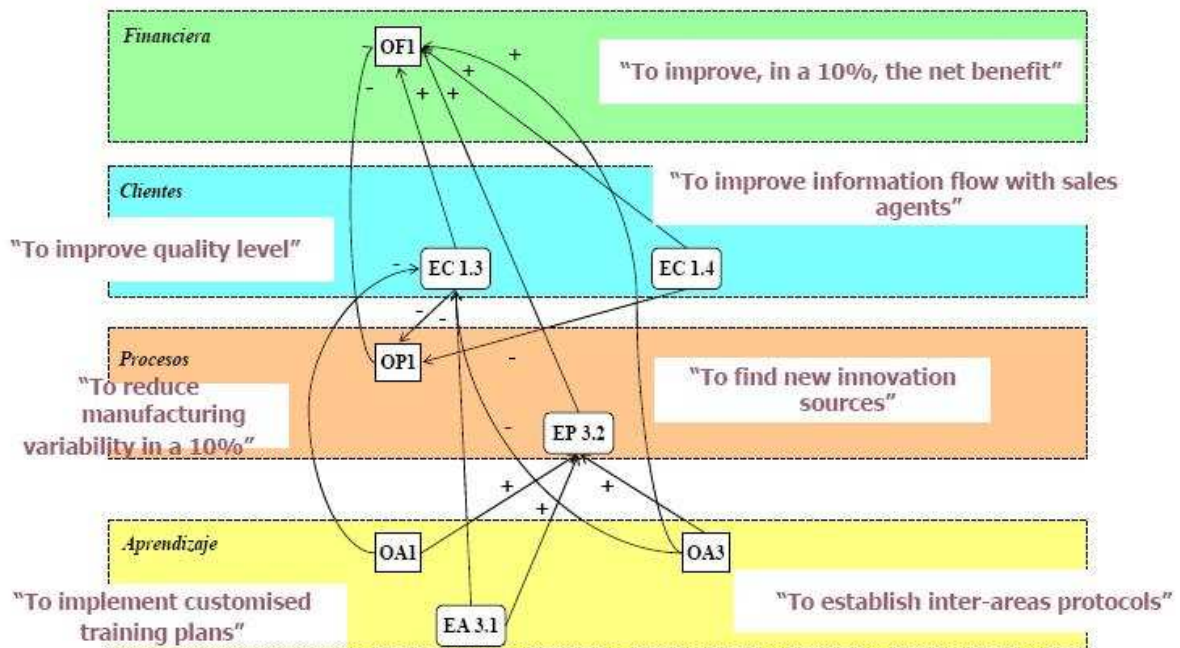 Financiera
OF1
-
-
+
+
+
+
“To improve, in a 10%, the net benefit”
Clientes
“To improve information flow with sales
agents”
“To improve quality level”
-
EC 1.3
EC 1.4
-
-
Procesos
OP1
-
“To reduce
manufacturing
variability in a 10%”
“To find new innovation
sources”
-
EP 3.2
+
+
+
Aprendizaje
OA1
OA3
“To implement customised
training plans”
EA 3.1
“To establish inter-areas protocols”